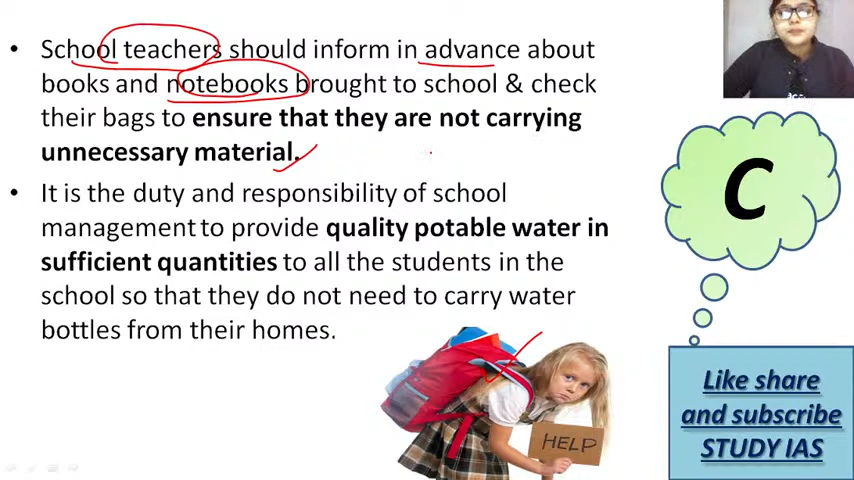 • School teachers should inform in advance about
books and notebooks brought to school & check
their bags to ensure that they are not carrying
unnecessary material.
• It is the duty and responsibility of school
management to provide quality potable water in
sufficient quantities to all the students in the
school so that they do not need to carry water
bottles from their homes.
HELP
C
Like share
and subscribe
STUDY IAS